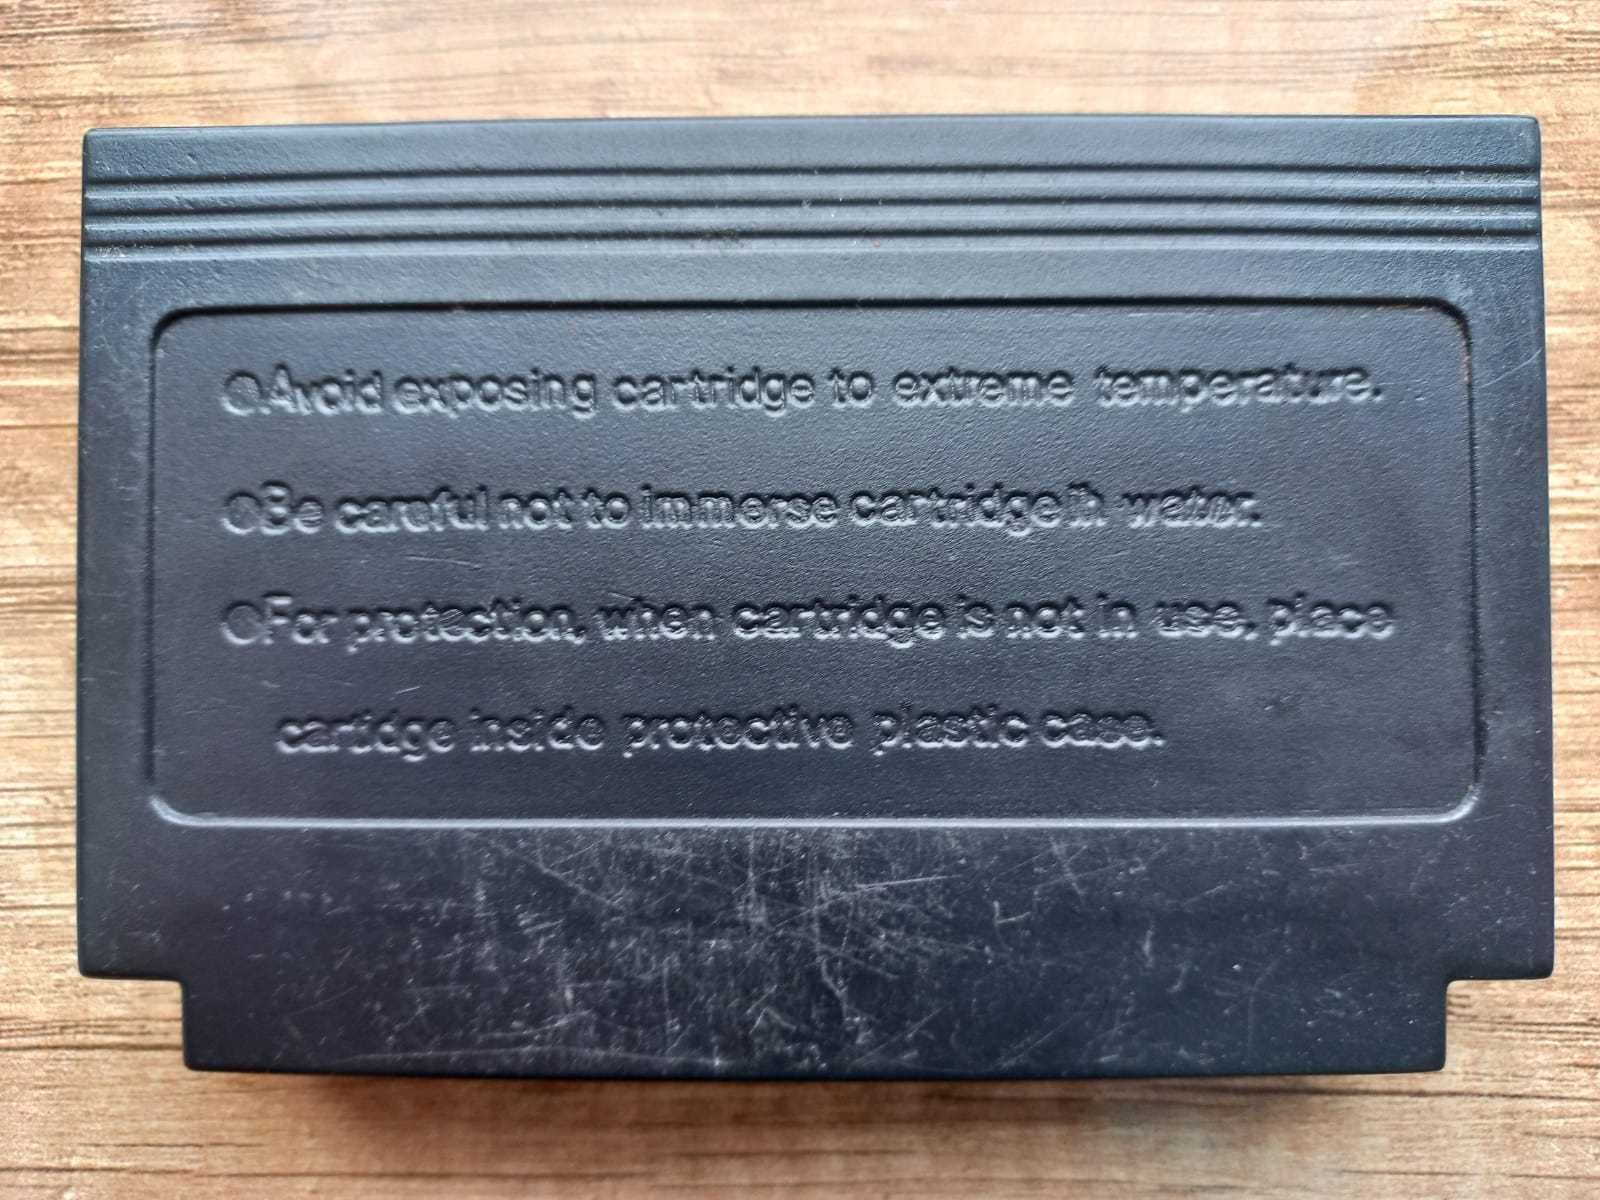 ●Avoid exposing cartridge to extreme temperature.
●Be careful not to immerse cartridge in water.
●For protection, when cartridge is not in use, place
cartidge inside protective plastic case.